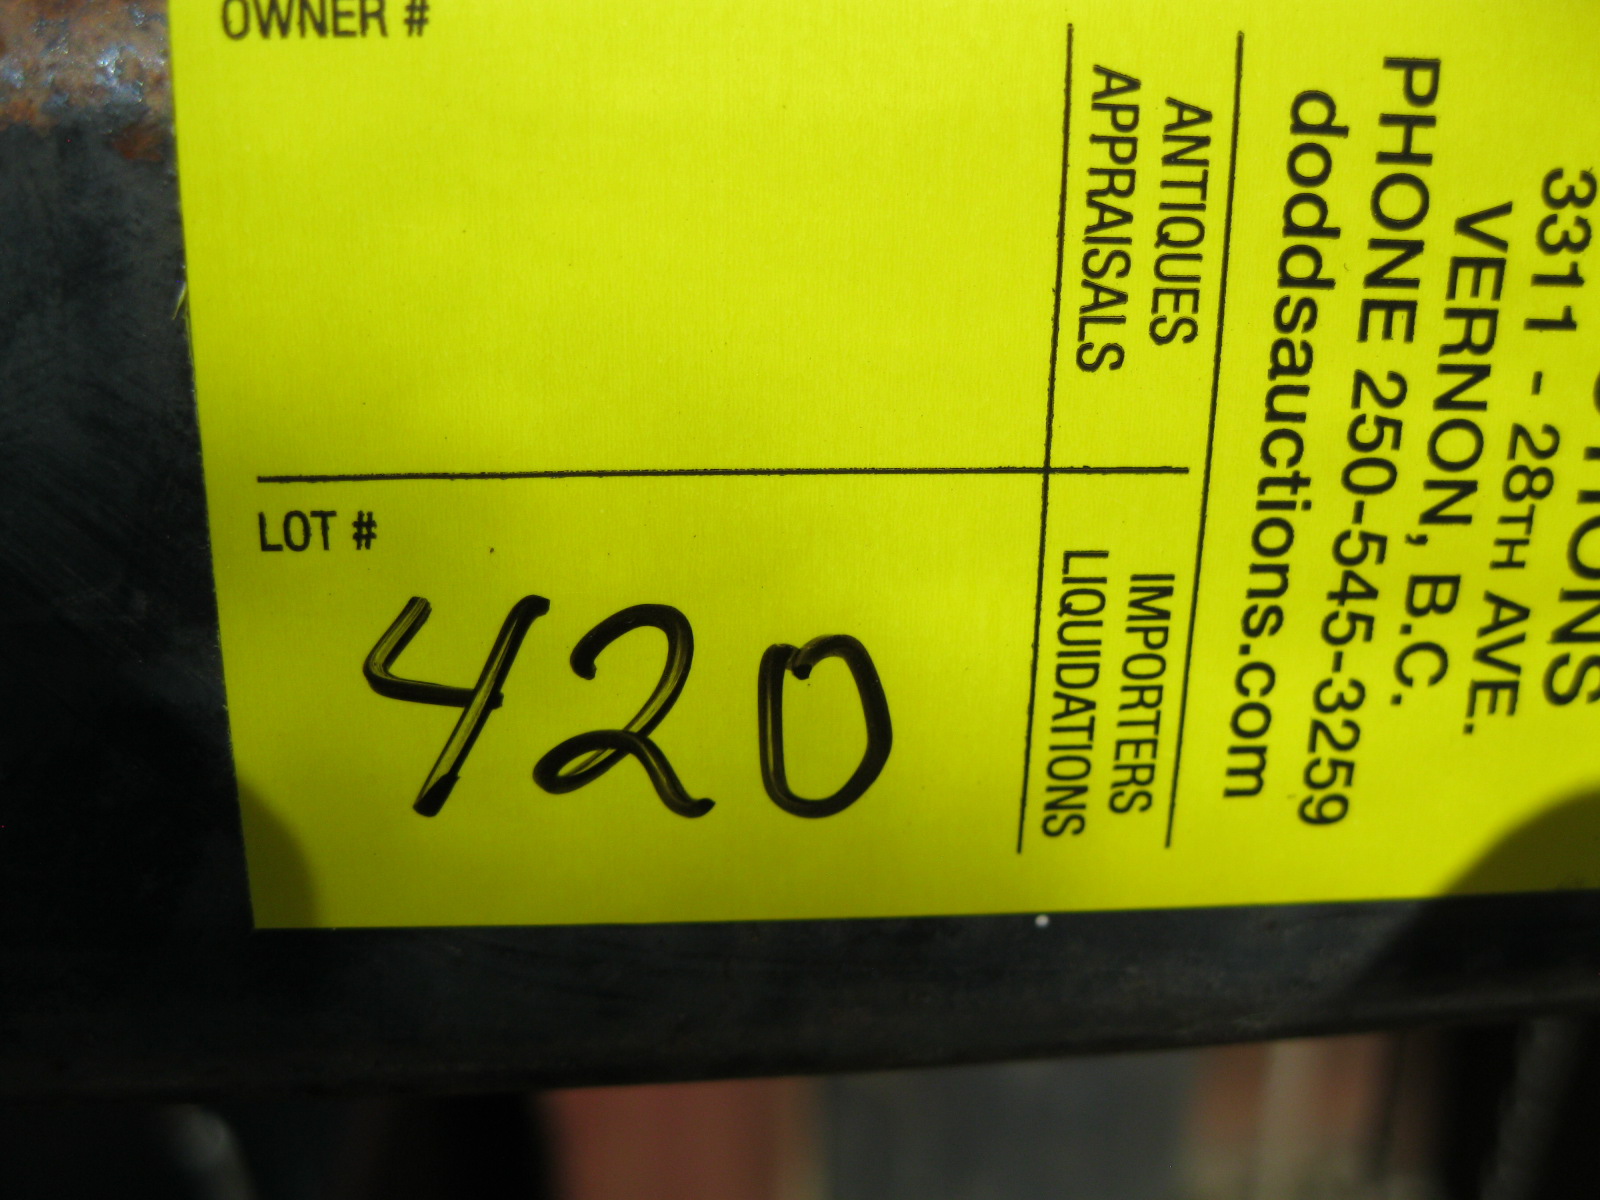 OWNER #
LOT #
420
3311 - 28TH AVE.
VERNON, B.C.
PHONE 250-545-3259
doddsauctions.com
ANTIQUES
APPRAISALS
IMPORTERS
LIQUIDATIONS